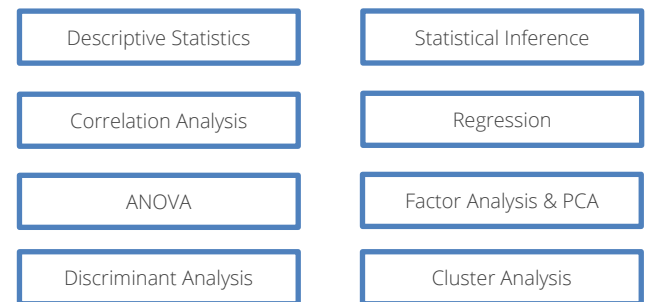 Descriptive Statistics
Statistical Inference
Correlation Analysis
Regression
ANOVA
Factor Analysis & PCA
Discriminant Analysis
Cluster Analysis